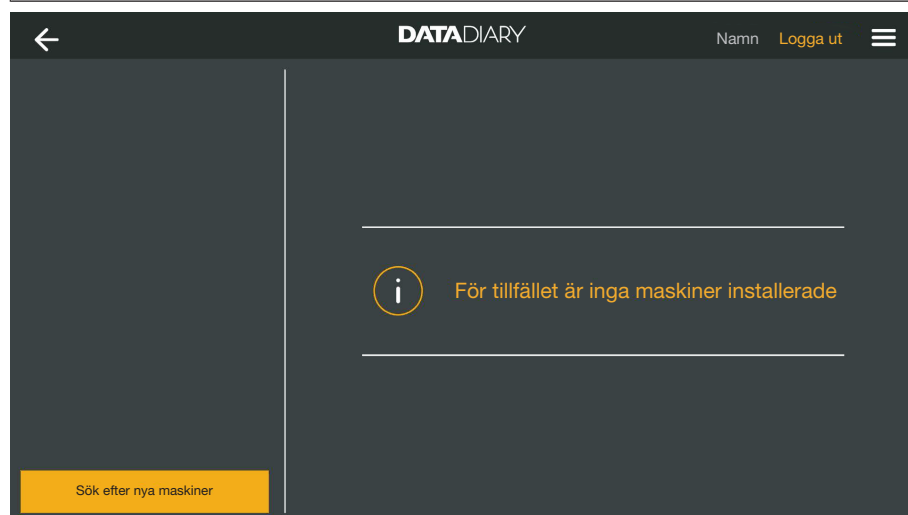 DATADIARY
Namn Logga ut
För tillfället är inga maskiner installerade
Sök efter nya maskiner